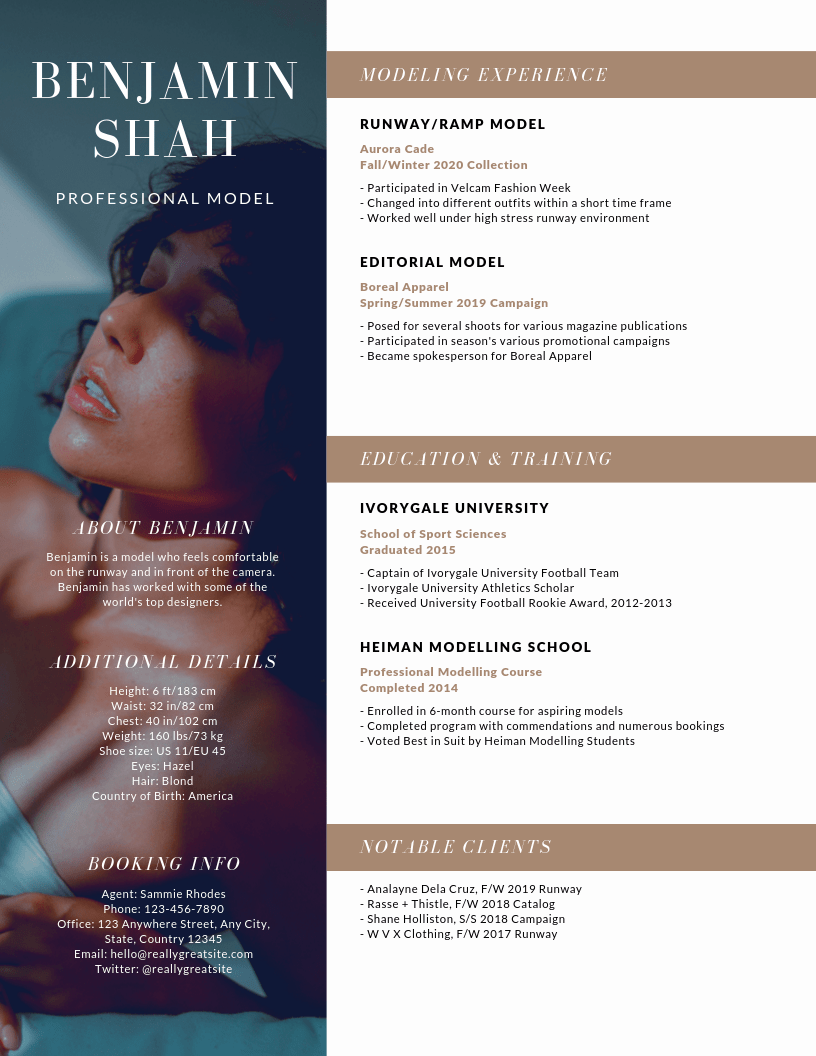 BENJAMIN
SHAH
PROFESSIONAL MODEL
ABOUT BENJAMIN
Benjamin is a model who feels comfortable
on the runway and in front of the camera.
Benjamin has worked with some of the
world's top designers.
ADDITIONAL DETAILS
Height: 6 ft/183 cm
Waist: 32 in/82 cm
Chest: 40 in/102 cm
Weight: 160 lbs/73 kg
Shoe size: US 11/EU 45
Eyes: Hazel
Hair: Blond
Country of Birth: America
BOOKING INFO
Agent: Sammie Rhodes
Phone: 123-456-7890
Office: 123 Anywhere Street, Any City,
State, Country 12345
Email: hello@reallygreatsite.com
Twitter: @reallygreatsite
MODELING EXPERIENCE
RUNWAY/RAMP MODEL
Aurora Cade
Fall/Winter 2020 Collection
- Participated in Velcam Fashion Week
- Changed into different outfits within a short time frame
- Worked well under high stress runway environment
EDITORIAL MODEL
Boreal Apparel
Spring/Summer 2019 Campaign
- Posed for several shoots for various magazine publications
- Participated in season's various promotional campaigns
- Became spokesperson for Boreal Apparel
EDUCATION & TRAINING
IVORYGALE UNIVERSITY
School of Sport Sciences
Graduated 2015
- Captain of Ivorygale University Football Team
- Ivorygale University Athletics Scholar
- Received University Football Rookie Award, 2012-2013
HEIMAN MODELLING SCHOOL
Professional Modelling Course
Completed 2014
- Enrolled in 6-month course for aspiring models
- Completed program with commendations and numerous bookings
- Voted Best in Suit by Heiman Modelling Students
NOTABLE CLIENTS
- Analayne Dela Cruz, F/W 2019 Runway
- Rasse + Thistle, F/W 2018 Catalog
- Shane Holliston, S/S 2018 Campaign
- W V X Clothing, F/W 2017 Runway